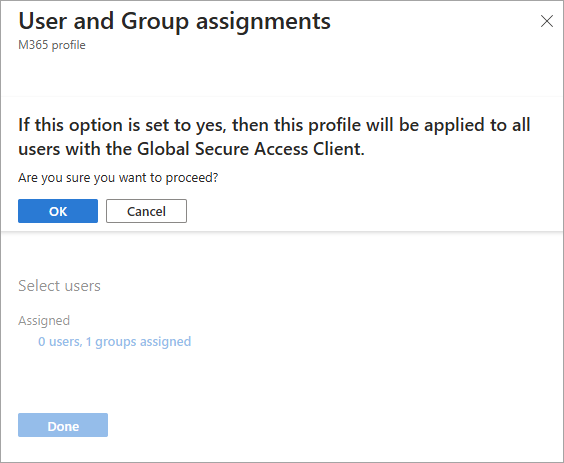 User and Group assignments
M365 profile
If this option is set to yes, then this profile will be applied to all
users with the Global Secure Access Client.
Are you sure you want to proceed?
OK
Cancel
Select users
Assigned
0 users, 1 groups assigned
Done